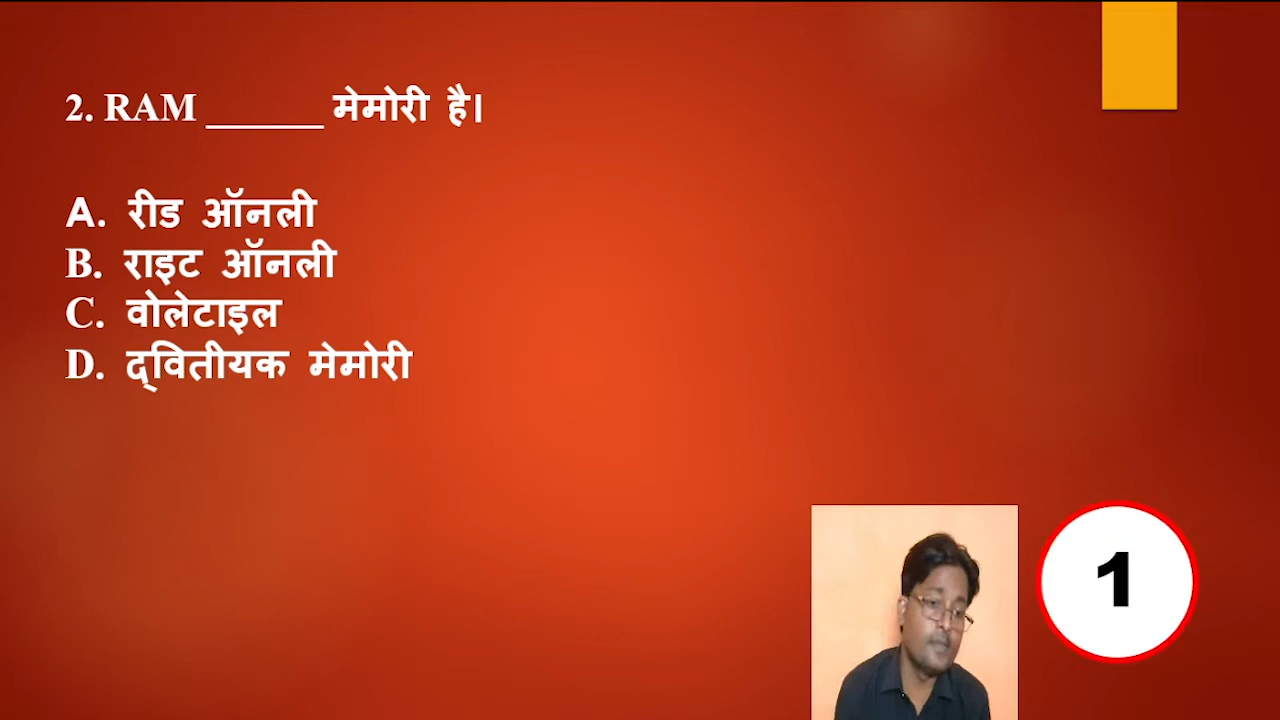 2. RAM ______ मेमोरी है।
A. रीड ऑनली
B. राइट ऑनली
C. वोलेटाइल
D. द्वितीयक मेमोरी
1